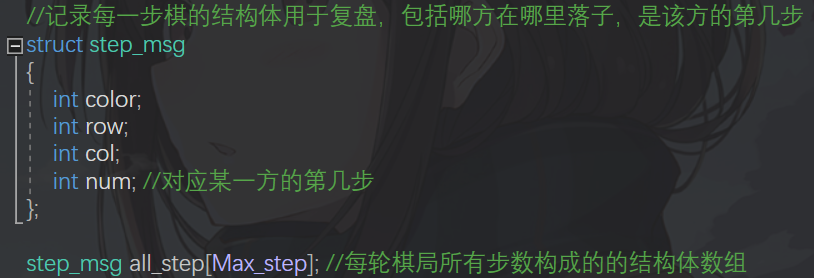 //记录每一步棋的结构体用于复盘，包括哪方在哪里落子，是该方的第几步
struct step_msg
{
int color;
int row;
int col;
int num; //对应某一方的第几步
};
step_msg all_step[Max_step]; //每轮棋局所有步数构成的的结构体数组